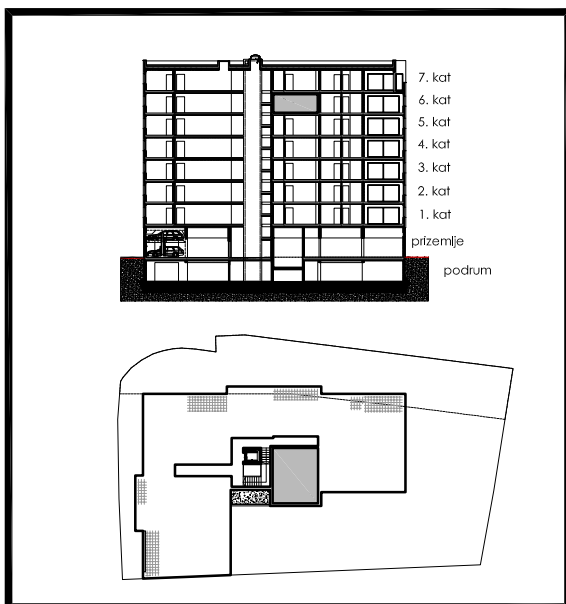 7. kat
6. kat
5. kat
4. kat
3. kat
2. kat
1. kat
prizemlje
podrum